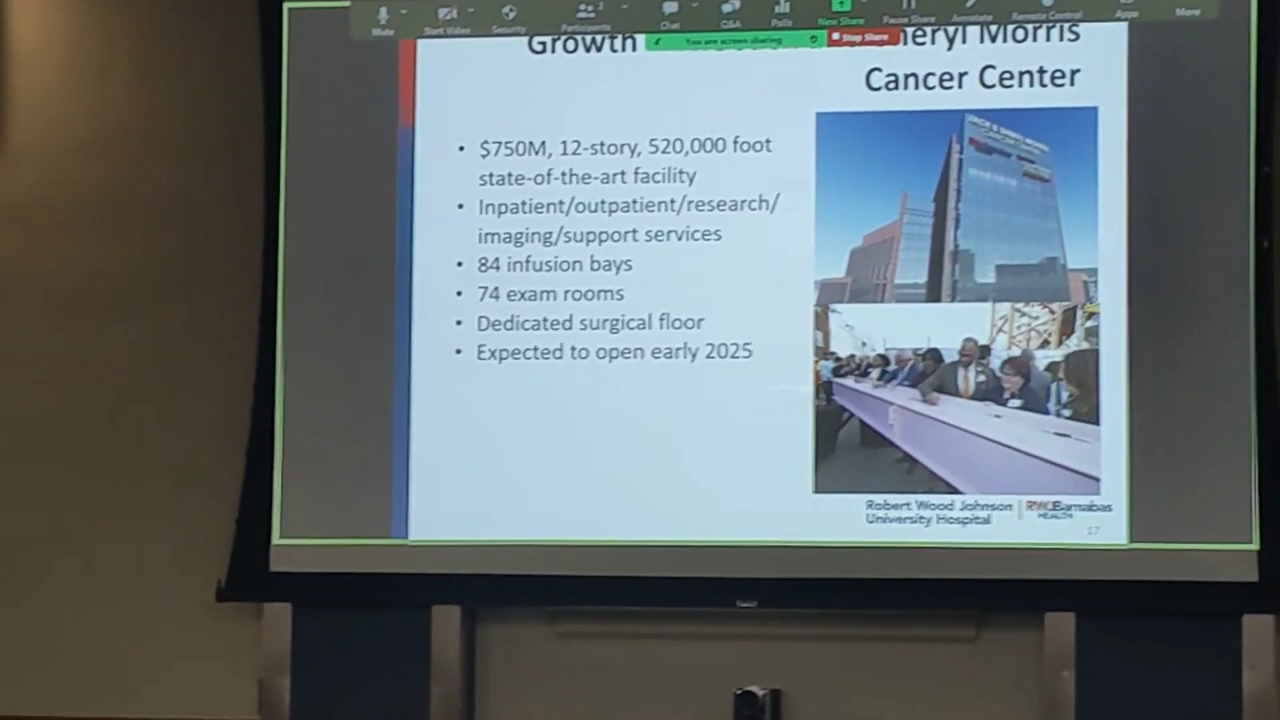 Mute
Start Video
Security
Participants
2
Chat
Q&A
Polls
New Share
Pause Share
Annotate
Remote Control
Apps
More
You are screen sharing
Stop Share
Growth
heryl Morris
Cancer Center
• $750M, 12-story, 520,000 foot
state-of-the-art facility
• Inpatient/outpatient/research/
imaging/support services
• 84 infusion bays
• 74 exam rooms
• Dedicated surgical floor
• Expected to open early 2025
Robert Wood Johnson
University Hospital
RWJBarnabas
HEALTH
17